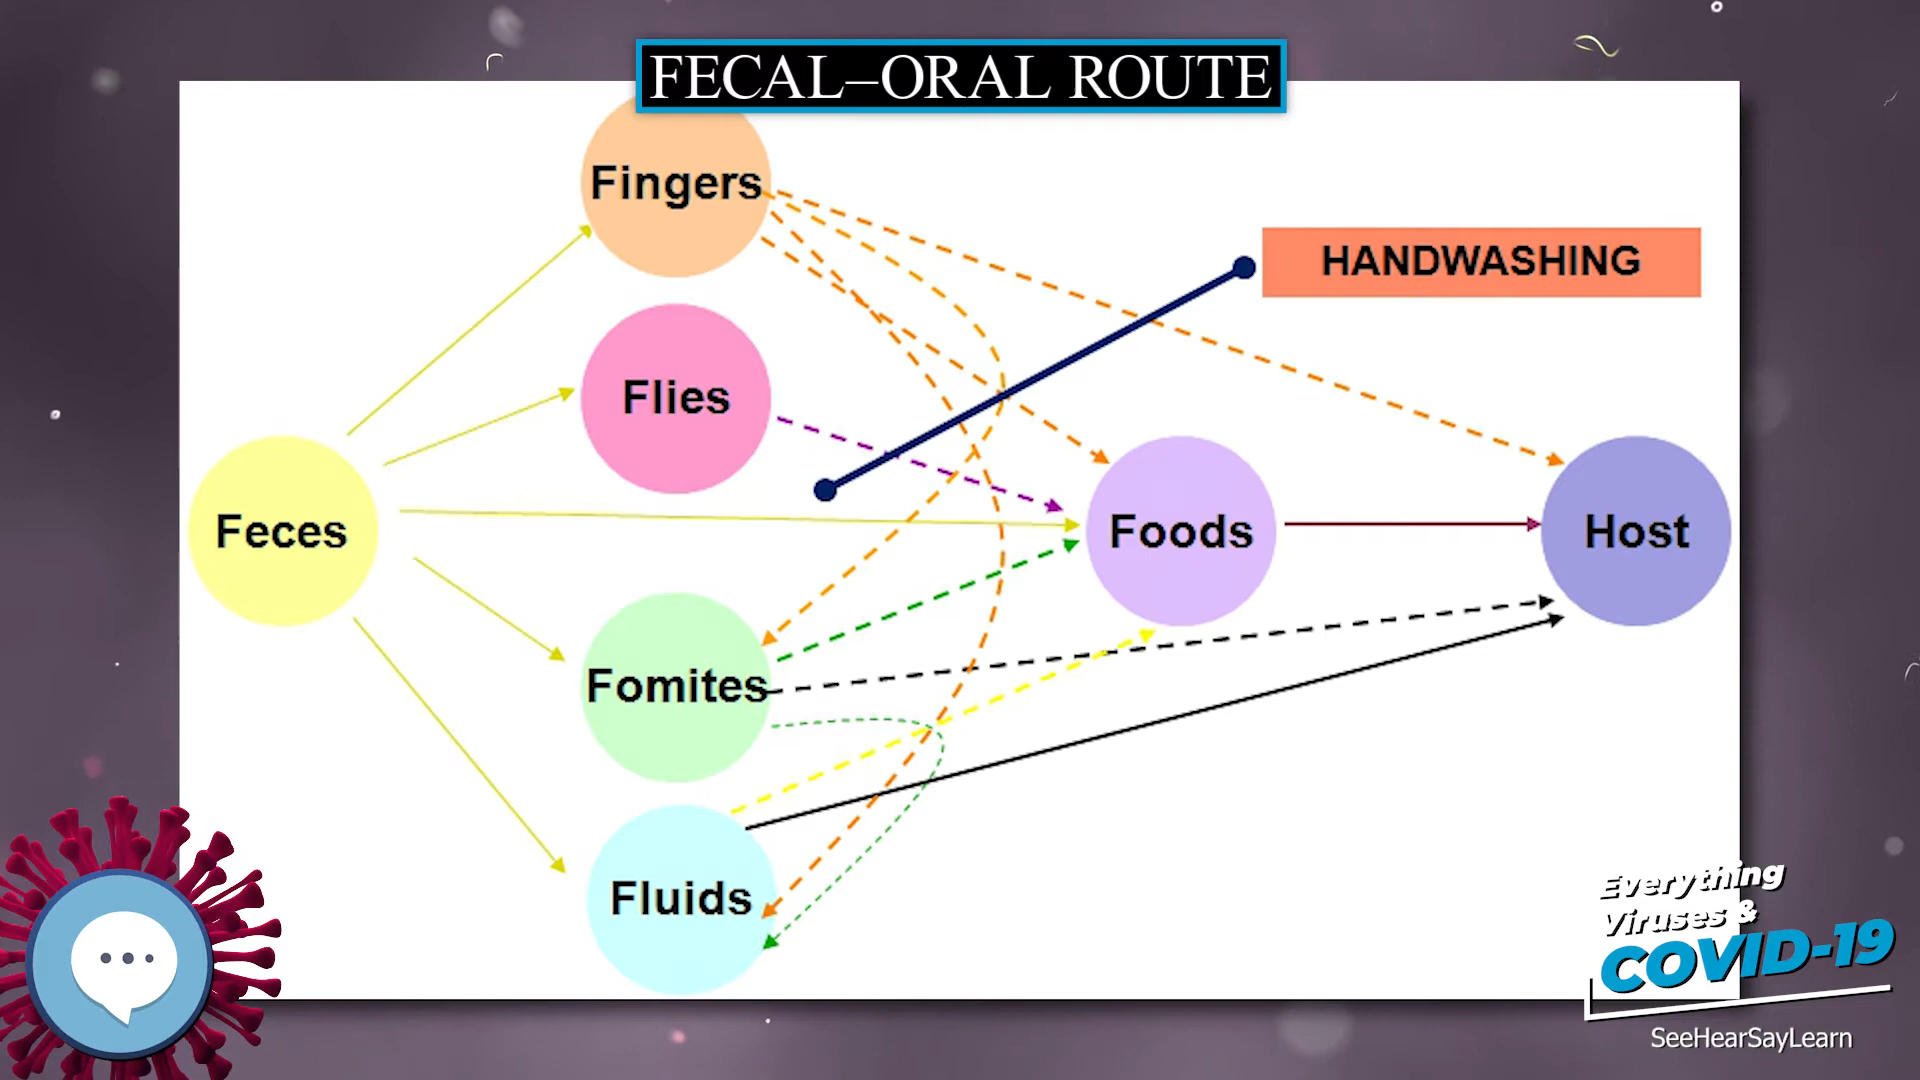 FECAL–ORAL ROUTE
Fingers
HANDWASHING
Flies
Feces
Foods
Host
Fomites
Fluids
Everything
Viruses &
COVID-19
SeeHearSayLearn